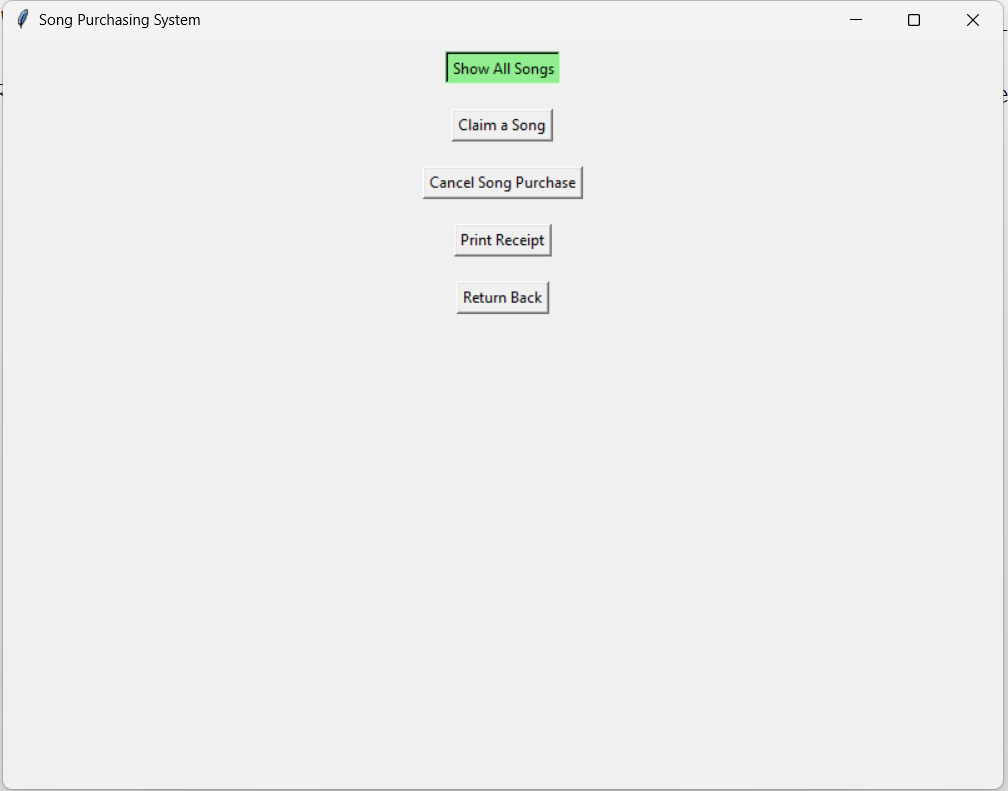 Song Purchasing System
Show All Songs
Claim a Song
Cancel Song Purchase
Print Receipt
Return Back